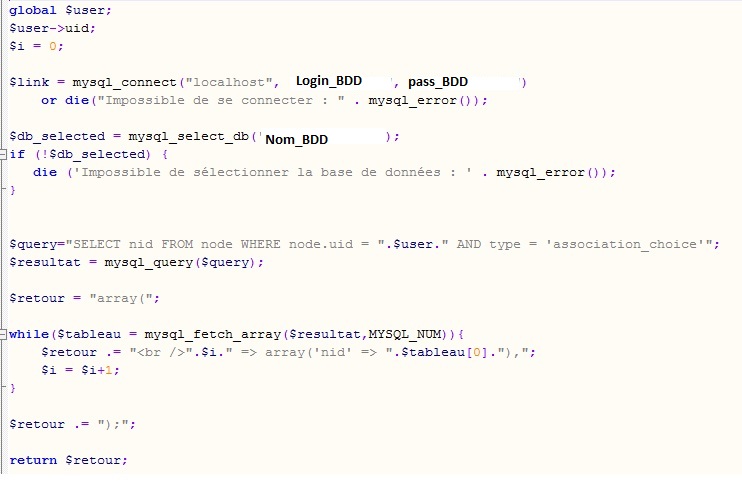 global $user;
$user->uid;
$i = 0;
$link = mysql_connect("localhost", Login_BDD ', pass_BDD ')
or die("Impossible de se connecter : " . mysql_error());
$db_selected = mysql_select_db(' Nom_BDD );
if (!$db_selected) {
die ('Impossible de sélectionner la base de données : ' . mysql_error());
}
$query="SELECT nid FROM node WHERE node.uid = ".$user." AND type = 'association_choice'";
$resultat = mysql_query($query);
$retour = "array(";
while($tableau = mysql_fetch_array($resultat,MYSQL_NUM)){
$retour .= "<br />".$i." => array('nid' => ".$tableau[0]."),";
$i = $i+1;
}
$retour .= ");";
return $retour;